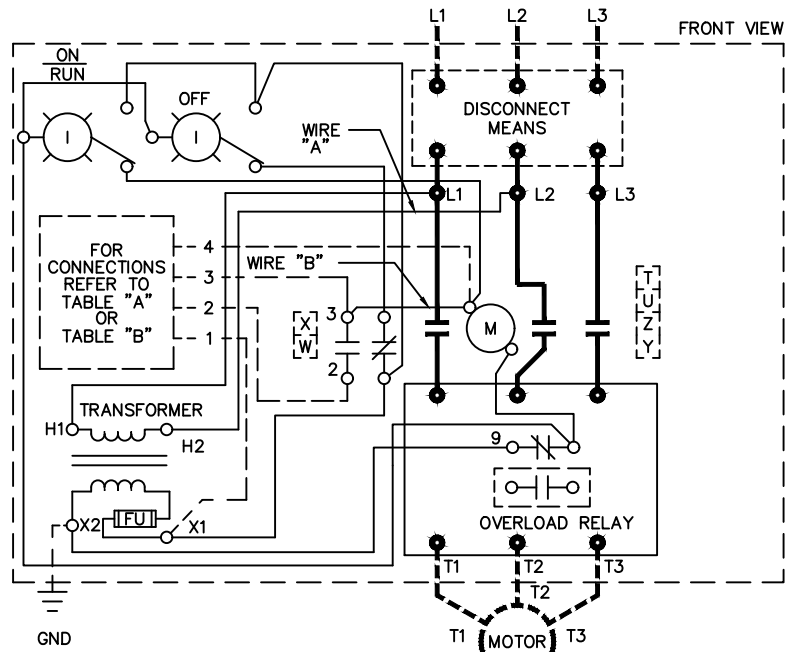 L1 L2 L3
FRONT VIEW
ON
RUN
OFF
I
I
WIRE
"A"
DISCONNECT
MEANS
L1 L2 L3
FOR
CONNECTIONS
REFER TO
TABLE "A"
OR
TABLE "B"
4
3
2
1
WIRE "B"
3
2
X
W
M
T
U
Z
Y
TRANSFORMER
H1
H2
9
X2
FU
X1
OVERLOAD RELAY
T1 T2 T3
T2
GND
T1 MOTOR T3